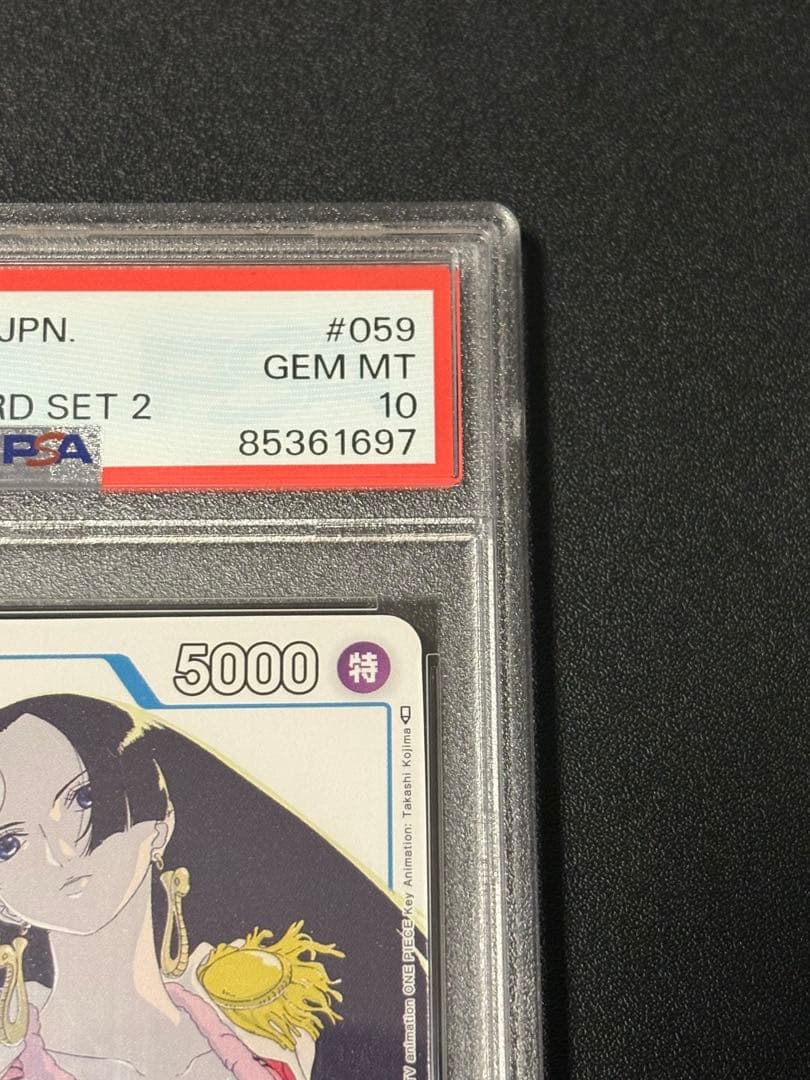 JPN.
#059
GEM MT
RD SET 2
10
PSA
85361697
5000 特
TV animation ONE PIECE Key Animation: Takashi Kojima